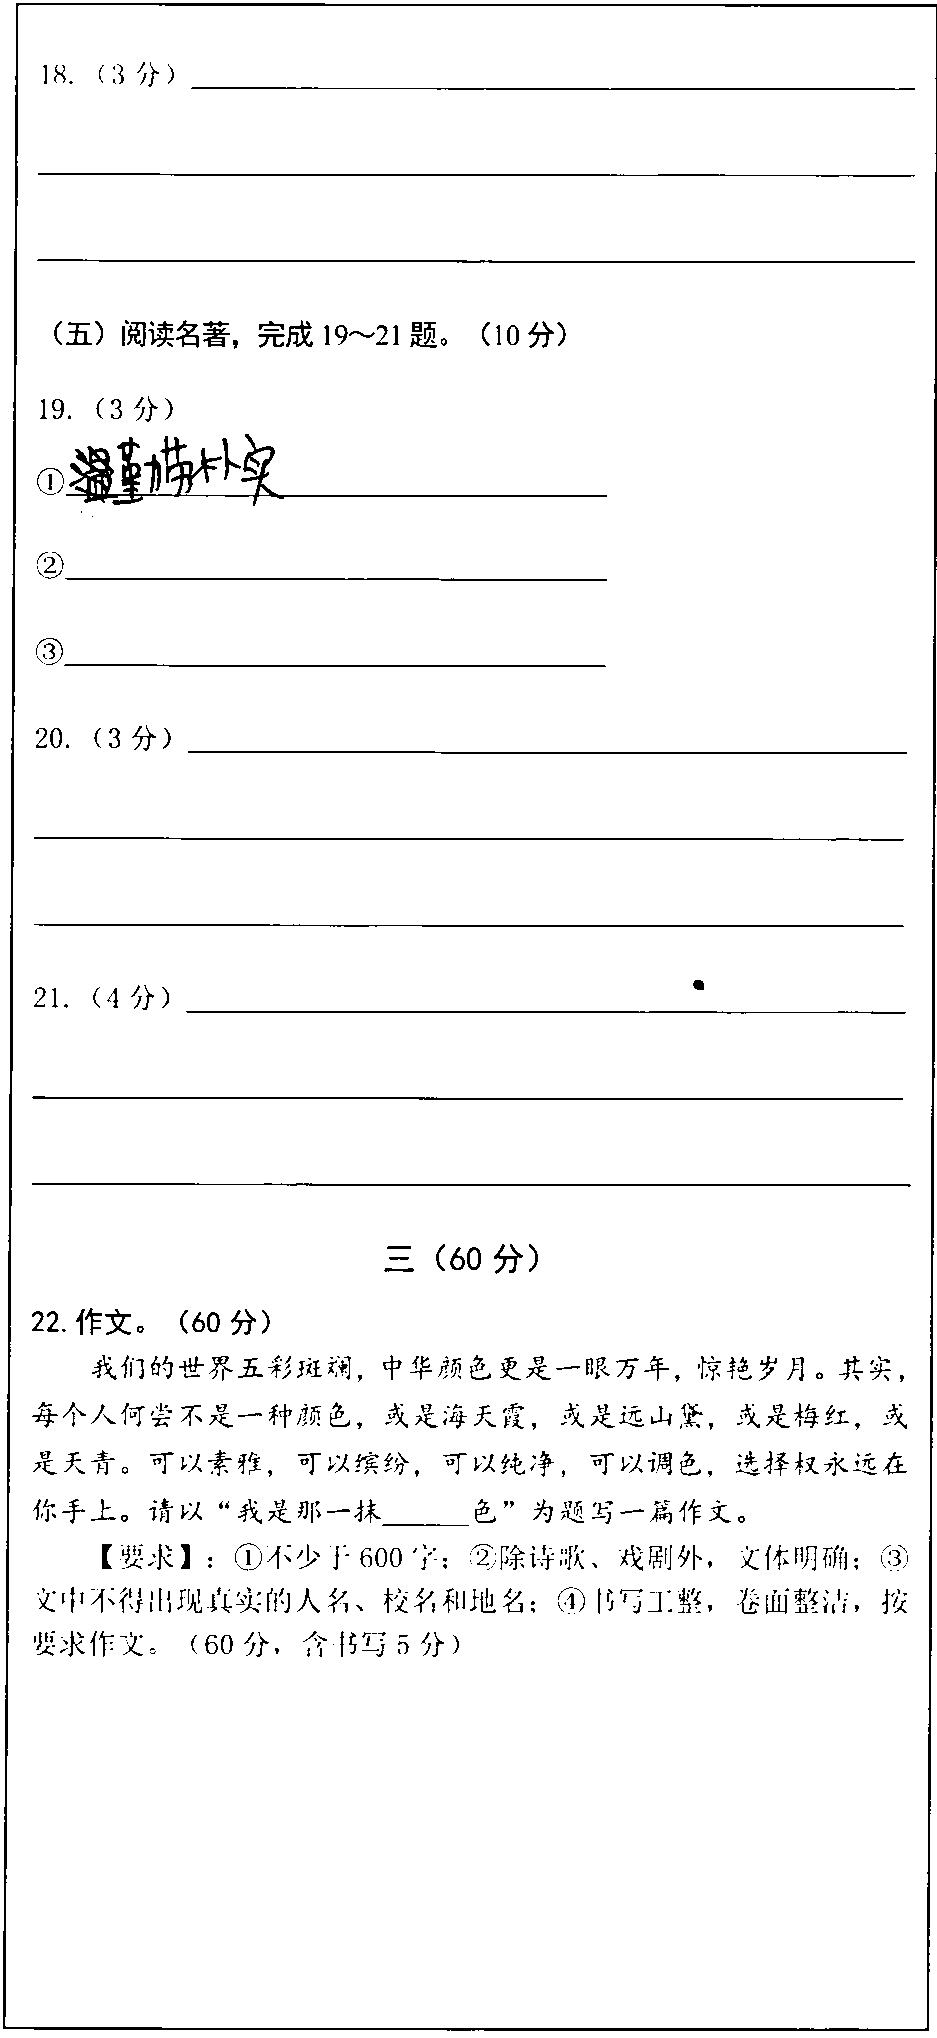 18.（3 分）
（五）阅读名著，完成 19～21 题。（10 分）
19.（3 分）
①勤劳朴实
②
③
20.（3 分）
21.（4 分）
三（60 分）
22. 作文。（60 分）
我们的世界五彩斑斓，中华颜色更是一眼万年，惊艳岁月。其实，
每个人何尝不是一种颜色，或是海天霞，或是远山黛，或是梅红，或
是天青。可以素雅，可以缤纷，可以纯净，可以调色，选择权永远在
你手上。请以“我是那一抹______色”为题写一篇作文。
【要求】：①不少于 600 字；②除诗歌、戏剧外，文体明确；③
文中不得出现真实的人名、校名和地名；④书写工整，卷面整洁，按
要求作文。（60 分，含书写 5 分）